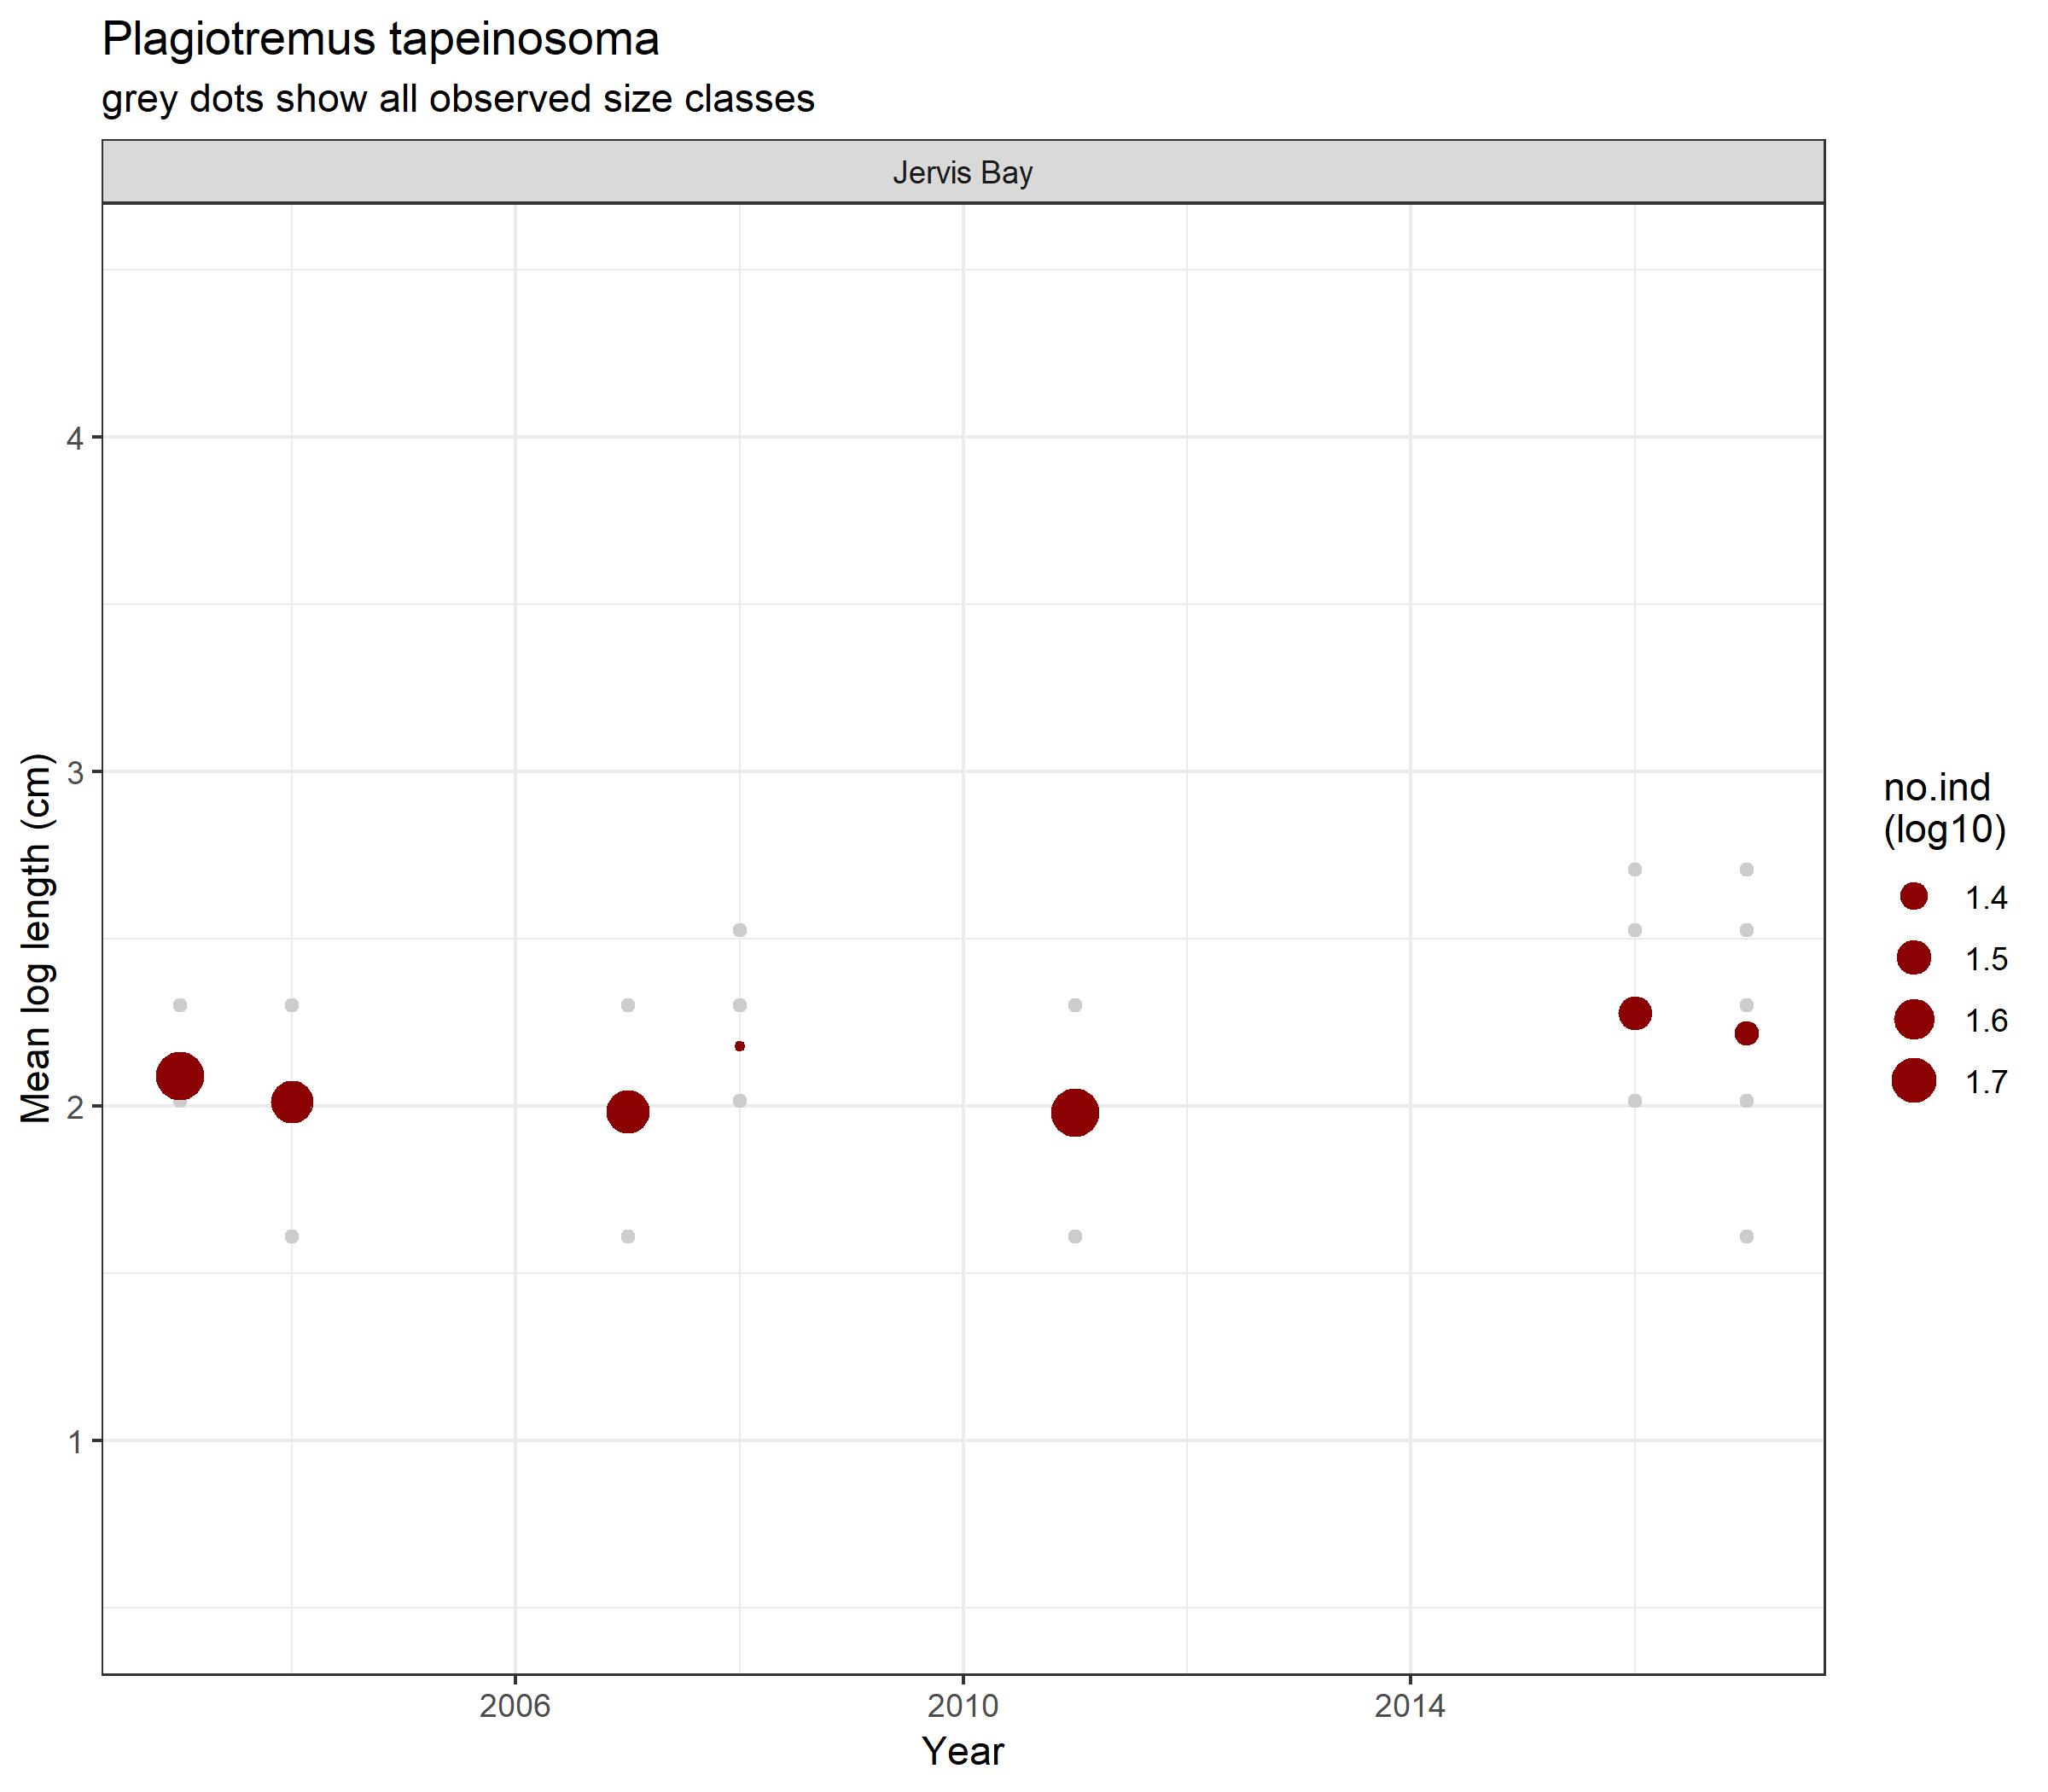 Plagiotremus tapeinosoma
grey dots show all observed size classes
Jervis Bay
Mean log length (cm)
4
3
2
1
2006
2010
2014
Year
no.ind
(log10)
1.4
1.5
1.6
1.7